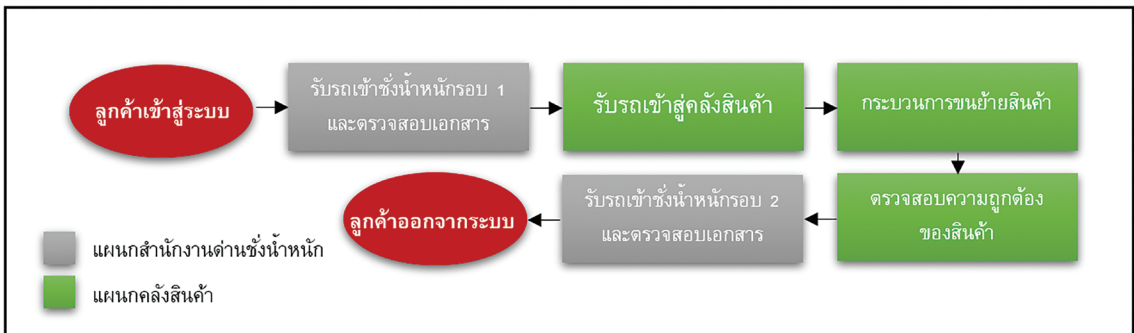 ลูกค้าเข้าสู่ระบบ
รับรถเข้าชั่งน้ำหนักรอบ 1
และตรวจสอบเอกสาร
รับรถเข้าสู่คลังสินค้า
กระบวนการขนย้ายสินค้า
ตรวจสอบความถูกต้อง
ของสินค้า
รับรถเข้าชั่งน้ำหนักรอบ 2
และตรวจสอบเอกสาร
ลูกค้าออกจากระบบ
แผนกสำนักงานด่านชั่งน้ำหนัก
แผนกคลังสินค้า